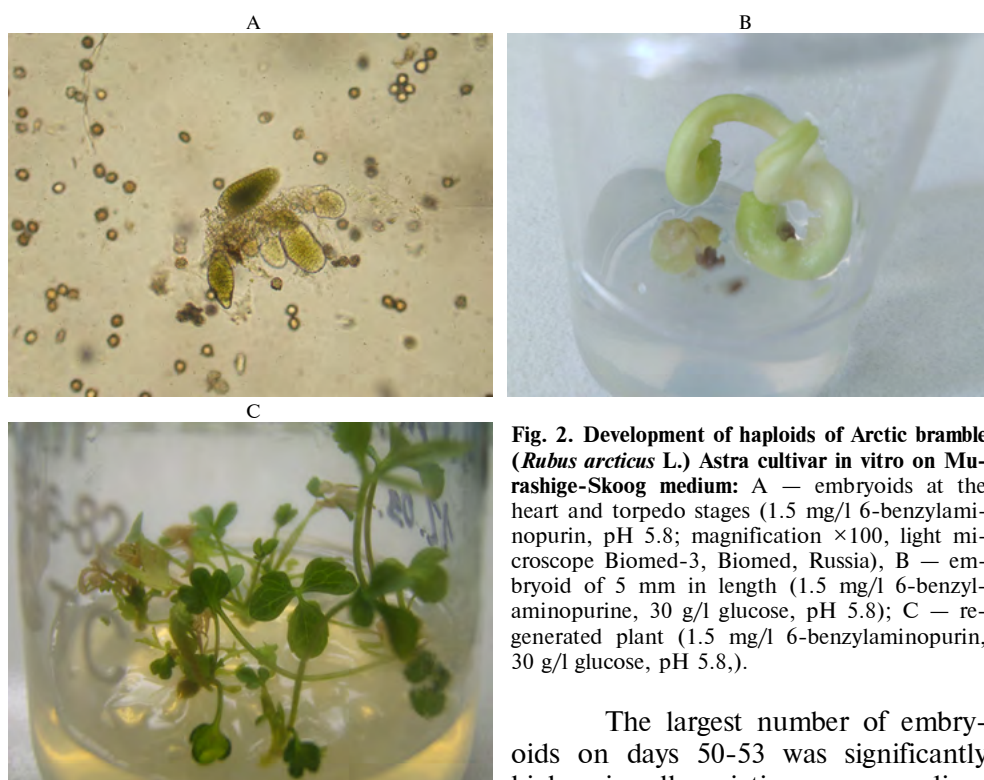 A
B
C
Fig. 2. Development of haploids of Arctic bramble
(Rubus arcticus L.) Astra cultivar in vitro on Mu-
rashige-Skoog medium: A — embryoids at the
heart and torpedo stages (1.5 mg/l 6-benzylami-
nopurin, pH 5.8; magnification ×100, light mi-
croscope Biomed-3, Biomed, Russia), B — em-
bryoid of 5 mm in length (1.5 mg/l 6-benzyl-
aminopurine, 30 g/l glucose, pH 5.8); C — re-
generated plant (1.5 mg/l 6-benzylaminopurin,
30 g/l glucose, pH 5.8,).
The largest number of embry-
oids on days 50-53 was significantly